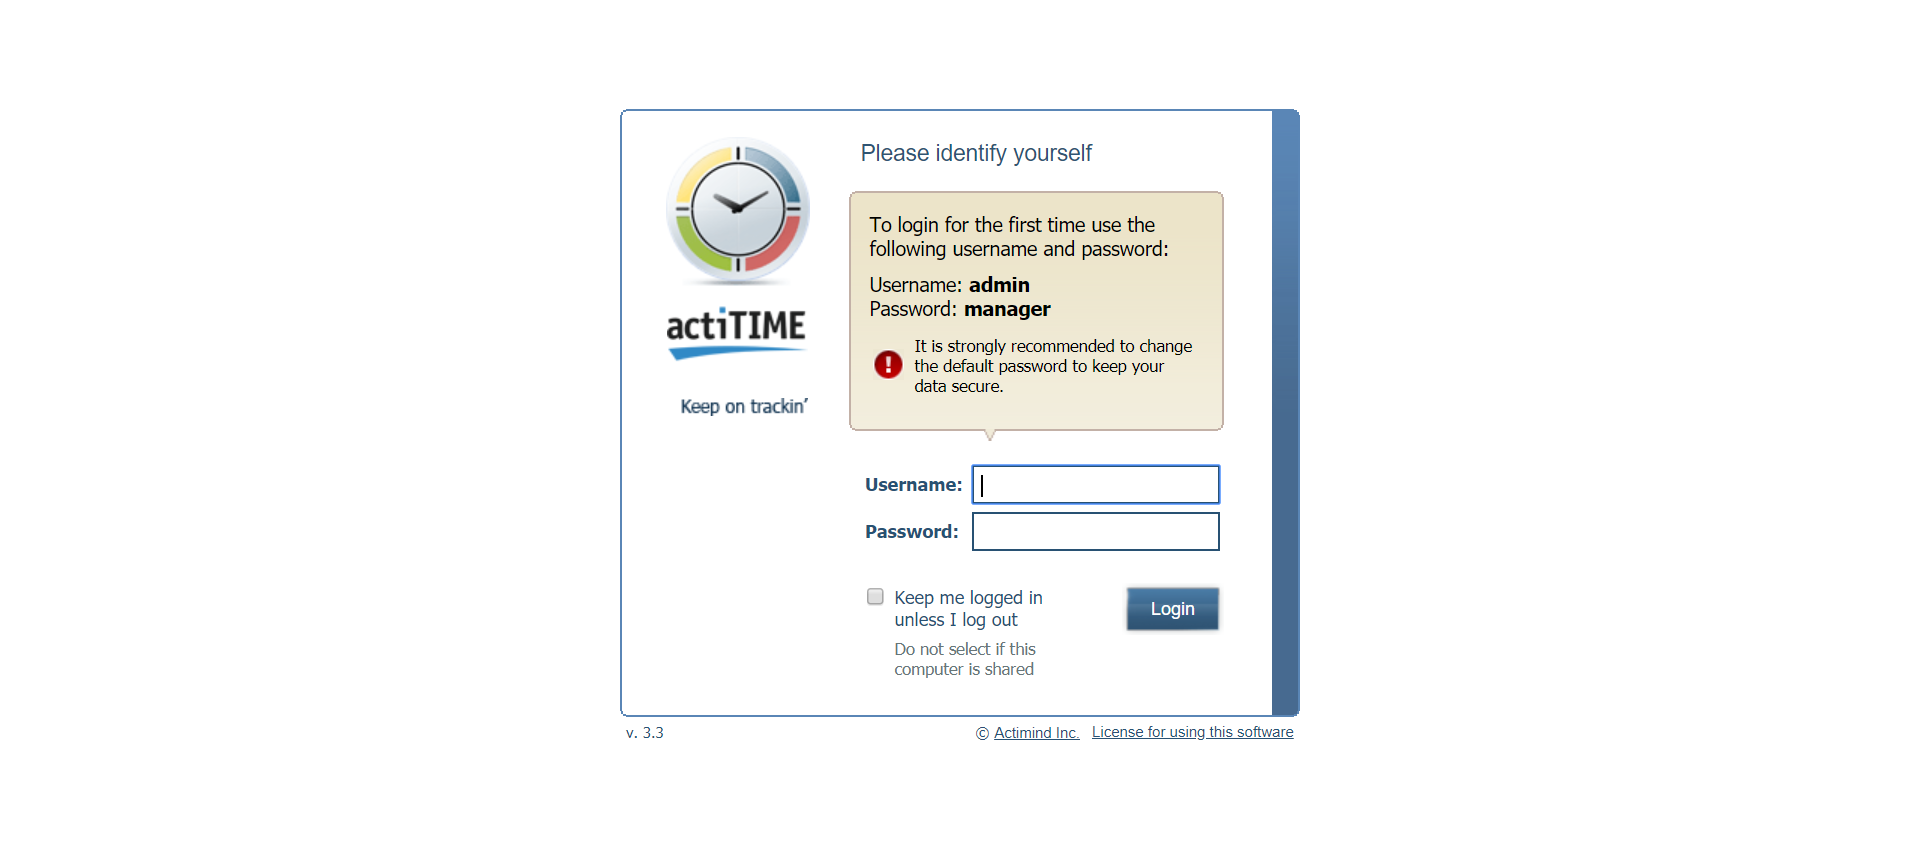 Please identify yourself
To login for the first time use the
following username and password:
Username: admin
Password: manager
It is strongly recommended to change
the default password to keep your
data secure.
actiTIME
Keep on trackin'
Username:
Password:
Keep me logged in
unless I log out
Login
Do not select if this
computer is shared
v. 3.3
© Actimind Inc. License for using this software